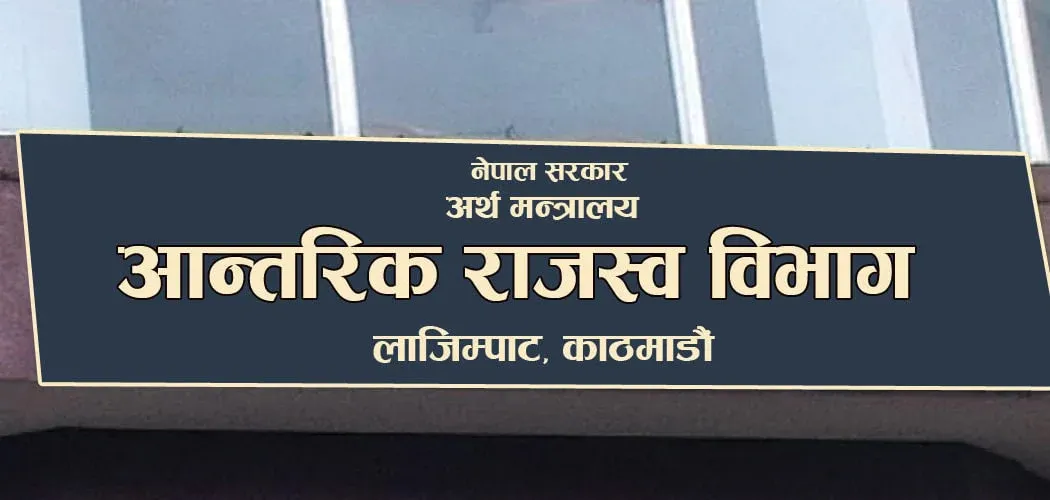 नेपाल सरकार
अर्थ मन्त्रालय
आन्तरिक राजस्व विभाग
लाजिम्पाट, काठमाडौं